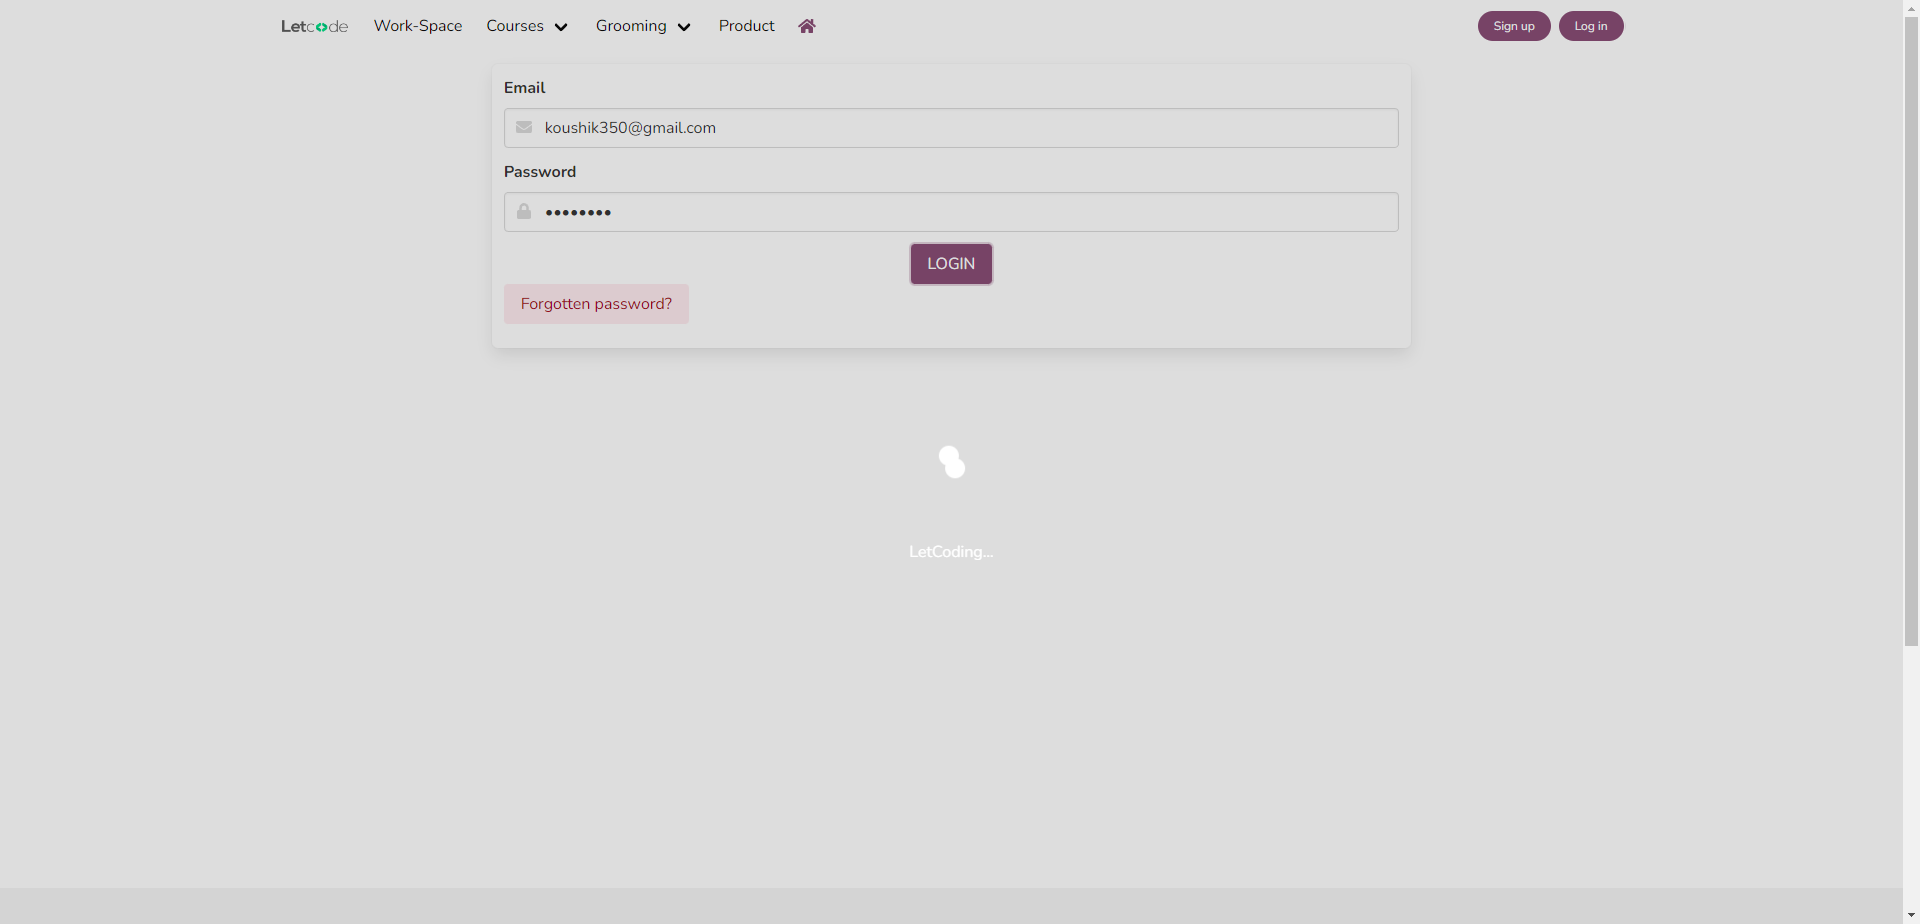 Letcode
Work-Space
Courses
Grooming
Product
Sign up
Log in
Email
koushik350@gmail.com
Password
••••••••
LOGIN
Forgotten password?
LetCoding...